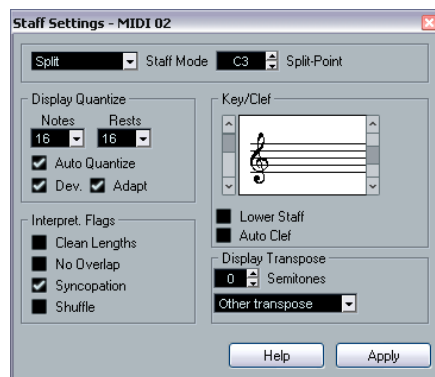 Staff Settings - MIDI 02
Split Staff Mode C3 Split-Point
Display Quantize
Notes Rests
16 16
Auto Quantize
Dev. Adapt
Interpret. Flags
Clean Lengths
No Overlap
Syncopation
Shuffle
Key/Clef
Lower Staff
Auto Clef
Display Transpose
0 Semitones
Other transpose
Help Apply